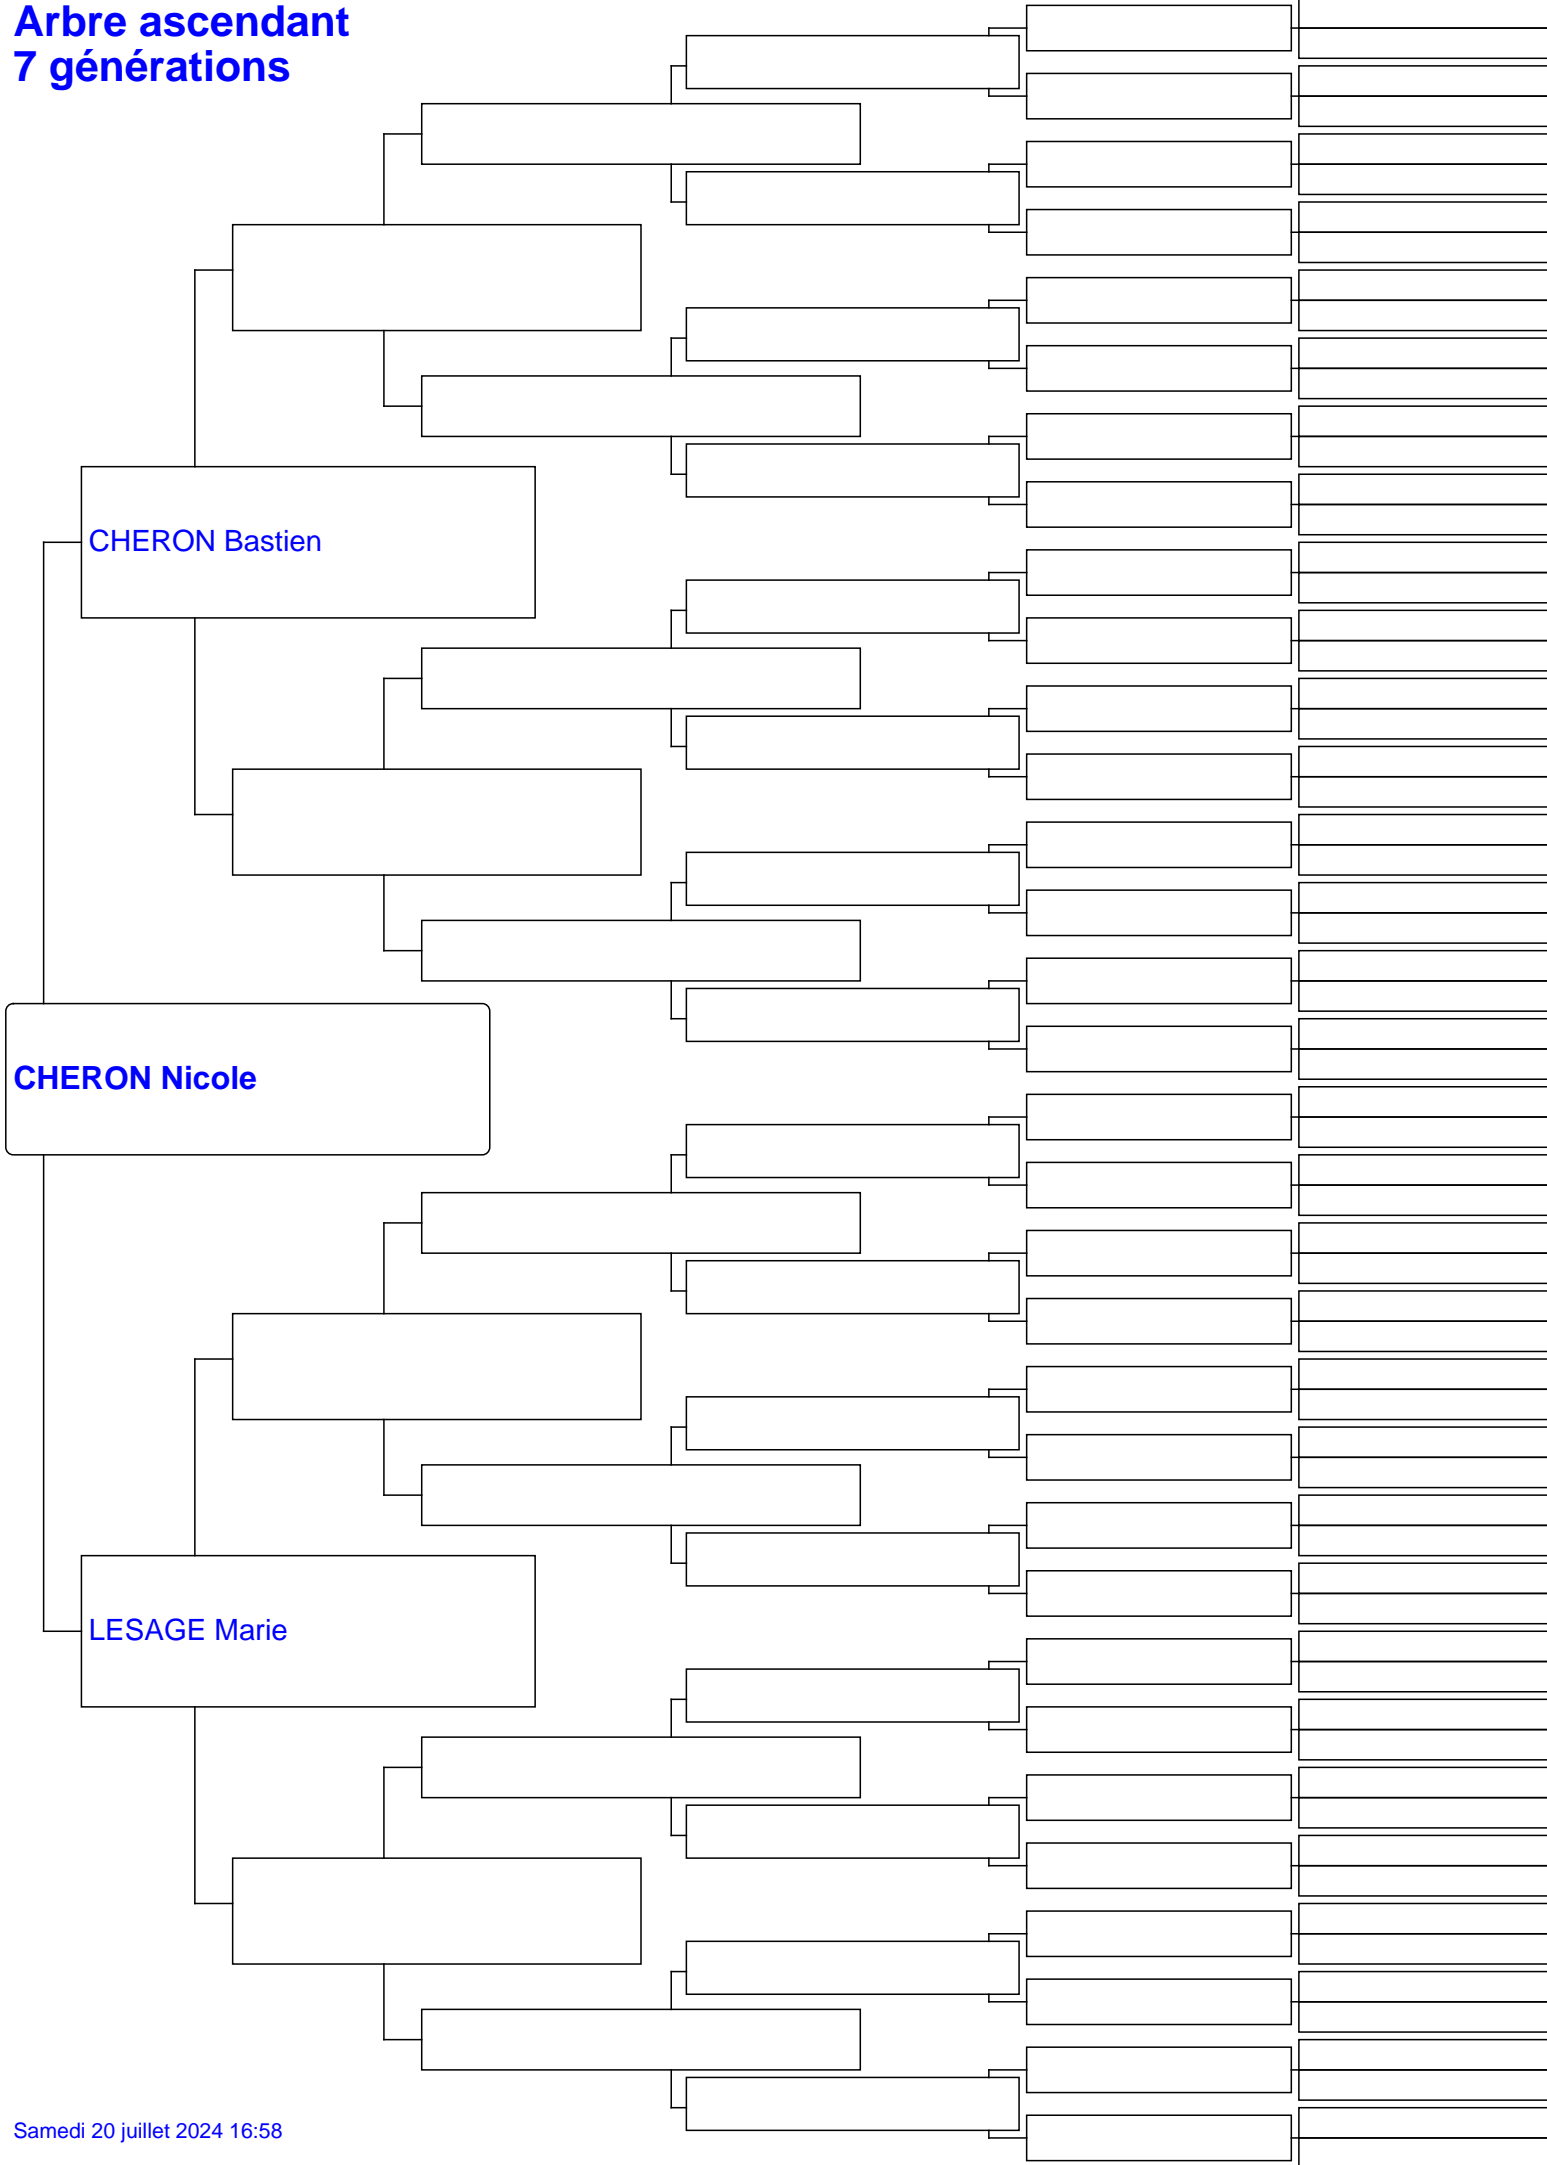 Arbre ascendant
7 générations
CHERON Bastien
CHERON Nicole
LESAGE Marie
Samedi 20 juillet 2024 16:58